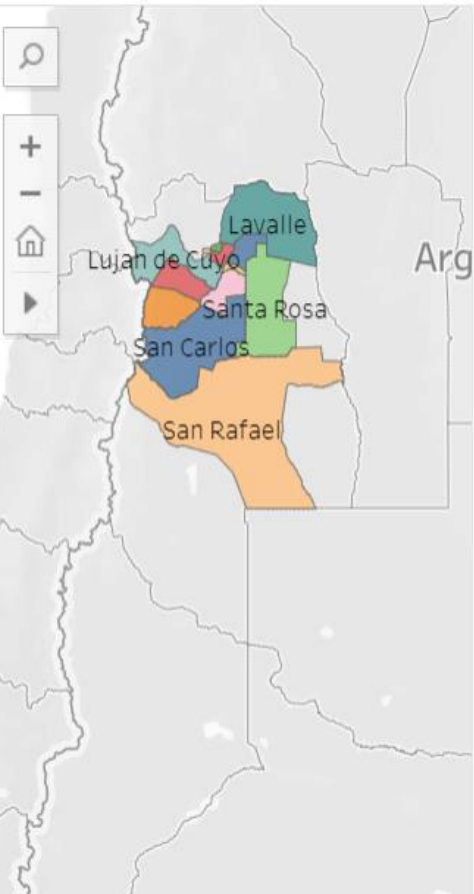 Lavalle
Arg
Lujan de Cuyo
Santa Rosa
San Carlos
San Rafael